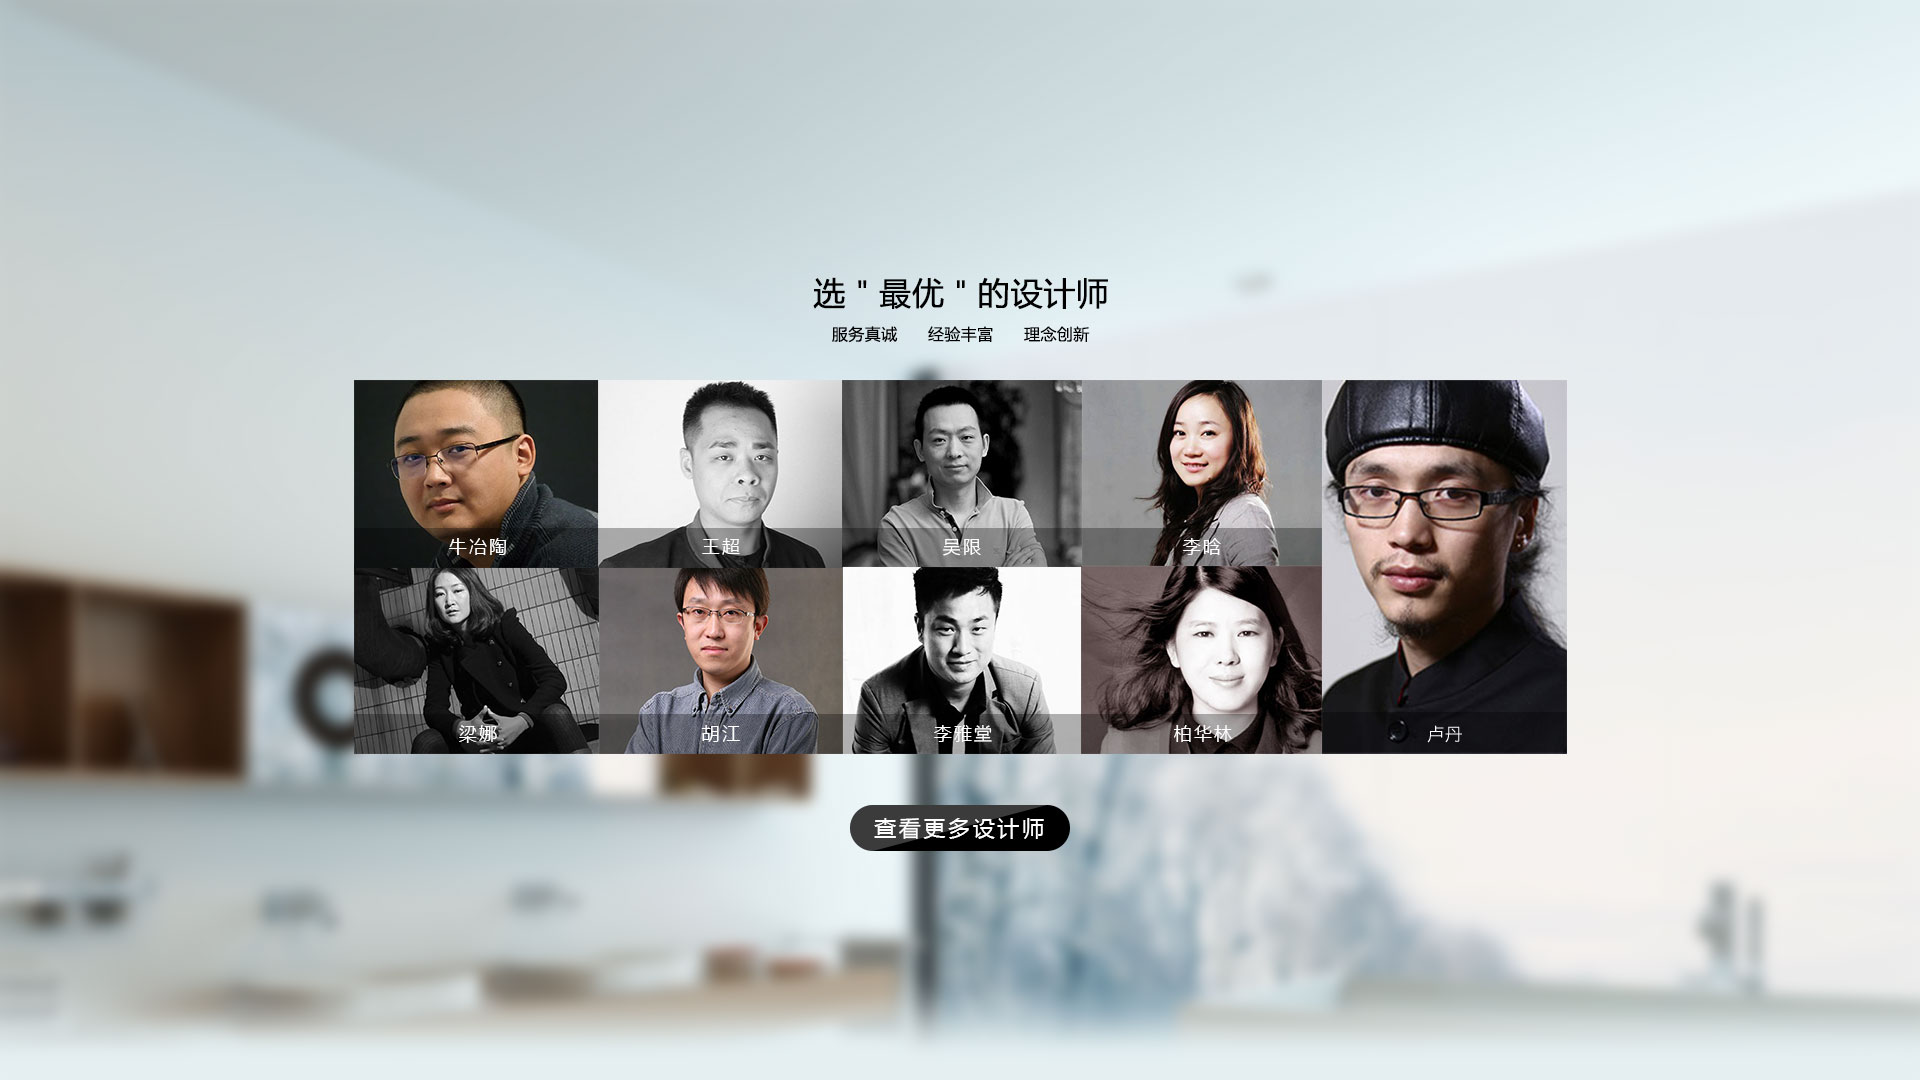 选 " 最优 " 的设计师
服务真诚 经验丰富 理念创新
牛冶陶 王超 吴限 李晗
梁娜 胡江 李雅堂 柏华林 卢丹
查看更多设计师